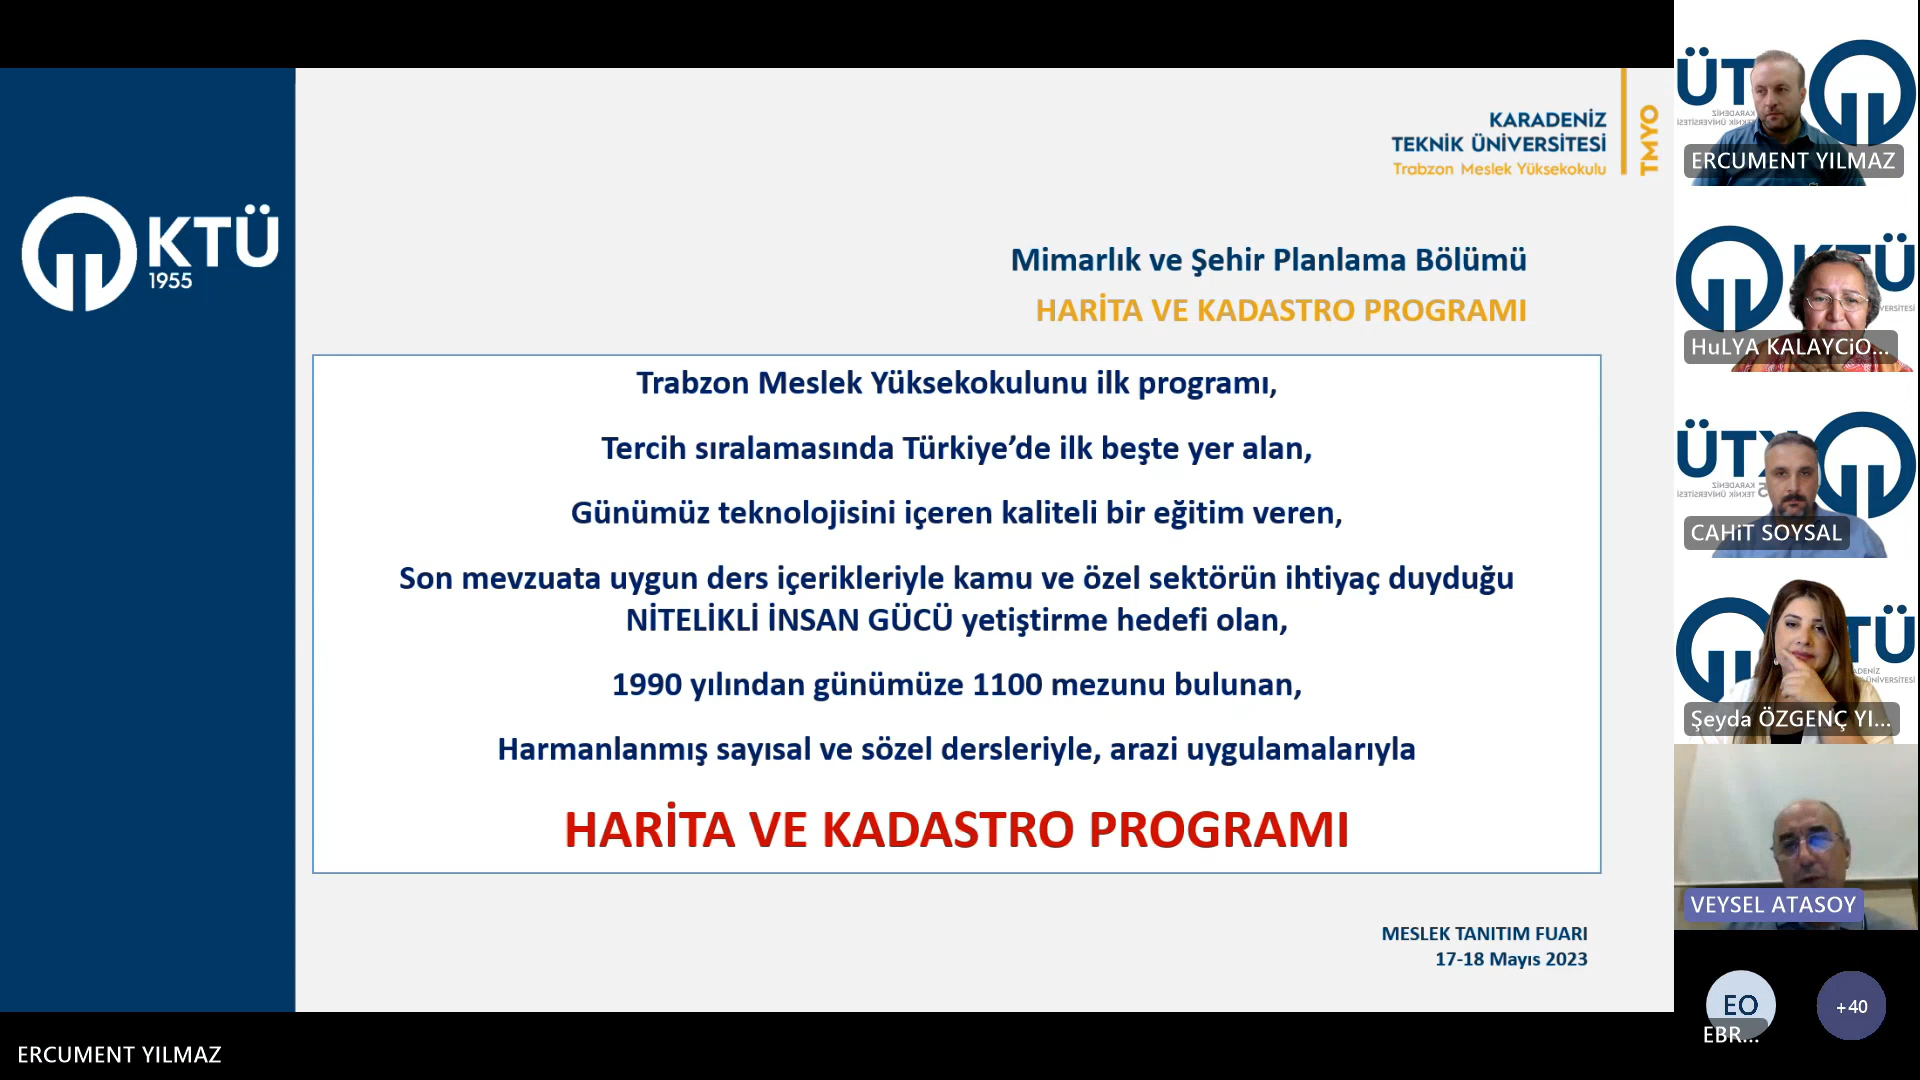 KTÜ
1955
KARADENİZ
TEKNİK ÜNİVERSİTESİ
Trabzon Meslek Yüksekokulu
TMYO
Mimarlık ve Şehir Planlama Bölümü
HARİTA VE KADASTRO PROGRAMI
Trabzon Meslek Yüksekokulunu ilk programı,
Tercih sıralamasında Türkiye’de ilk beşte yer alan,
Günümüz teknolojisini içeren kaliteli bir eğitim veren,
Son mevzuata uygun ders içerikleriyle kamu ve özel sektörün ihtiyaç duyduğu
NİTELİKLİ İNSAN GÜCÜ yetiştirme hedefi olan,
1990 yılından günümüze 1100 mezunu bulunan,
Harmanlanmış sayısal ve sözel dersleriyle, arazi uygulamalarıyla
HARİTA VE KADASTRO PROGRAMI
MESLEK TANITIM FUARI
17-18 Mayıs 2023
ERCUMENT YILMAZ
ERCUMENT YILMAZ
HuLYA KALAYCiO...
CAHiT SOYSAL
Şeyda ÖZGENÇ YI...
VEYSEL ATASOY
EO
EBR...
+40